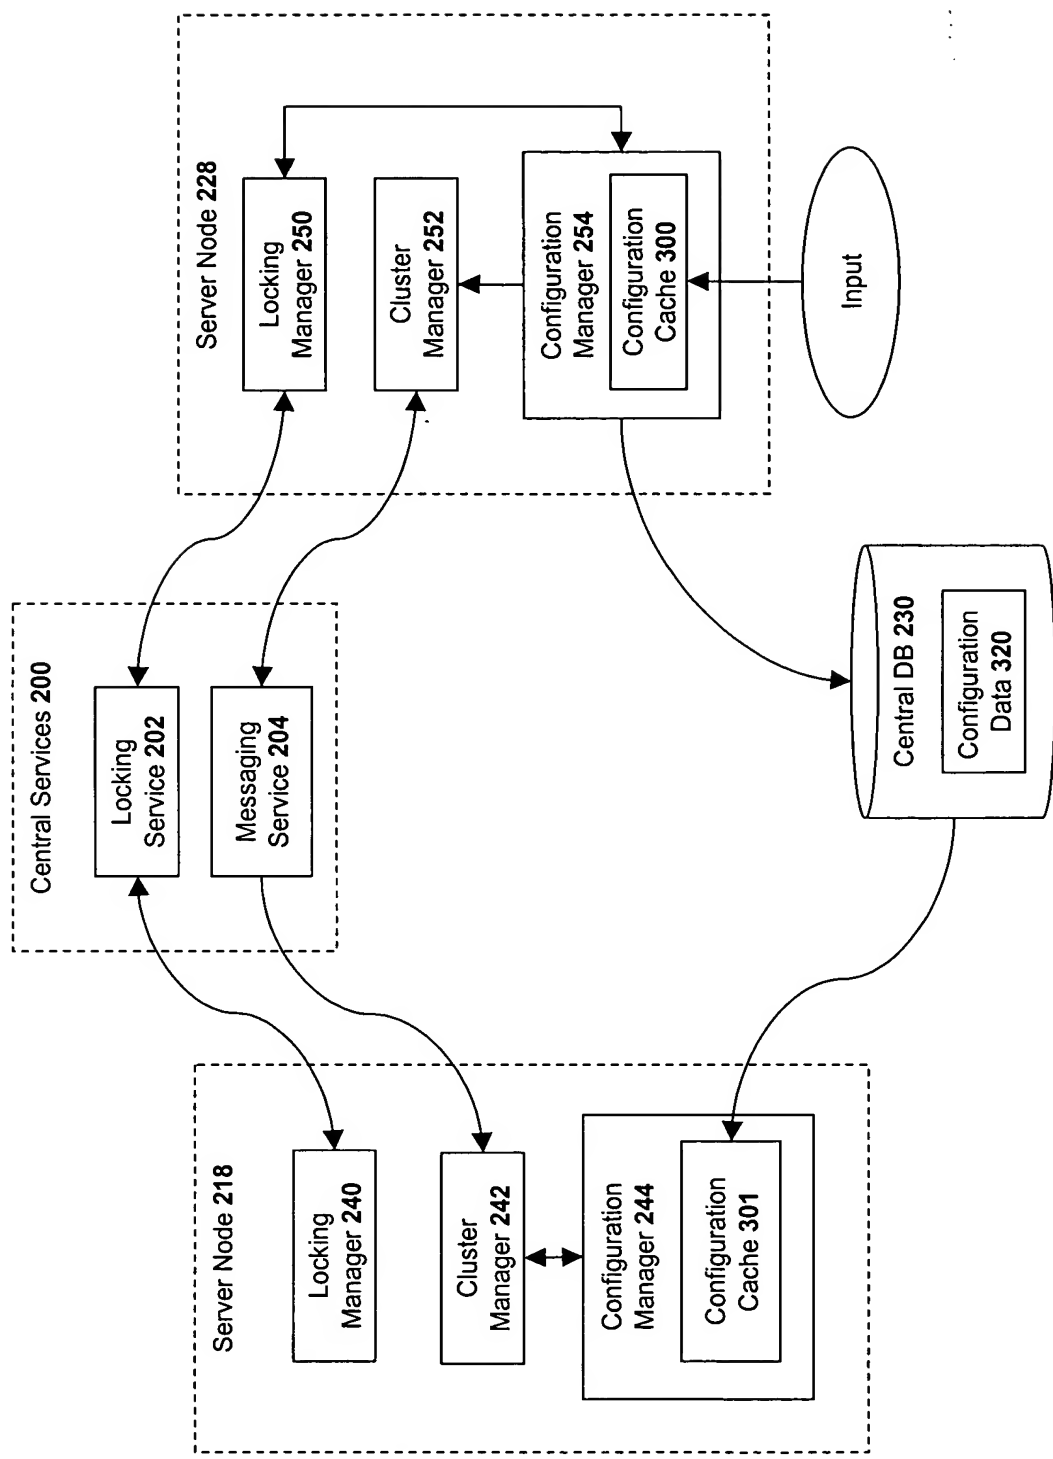 Central Services 200
Locking
Service 202
Messaging
Service 204
Server Node 218
Locking
Manager 240
Cluster
Manager 242
Configuration
Manager 244
Configuration
Cache 301
Server Node 228
Locking
Manager 250
Cluster
Manager 252
Configuration
Manager 254
Configuration
Cache 300
Central DB 230
Configuration
Data 320
Input